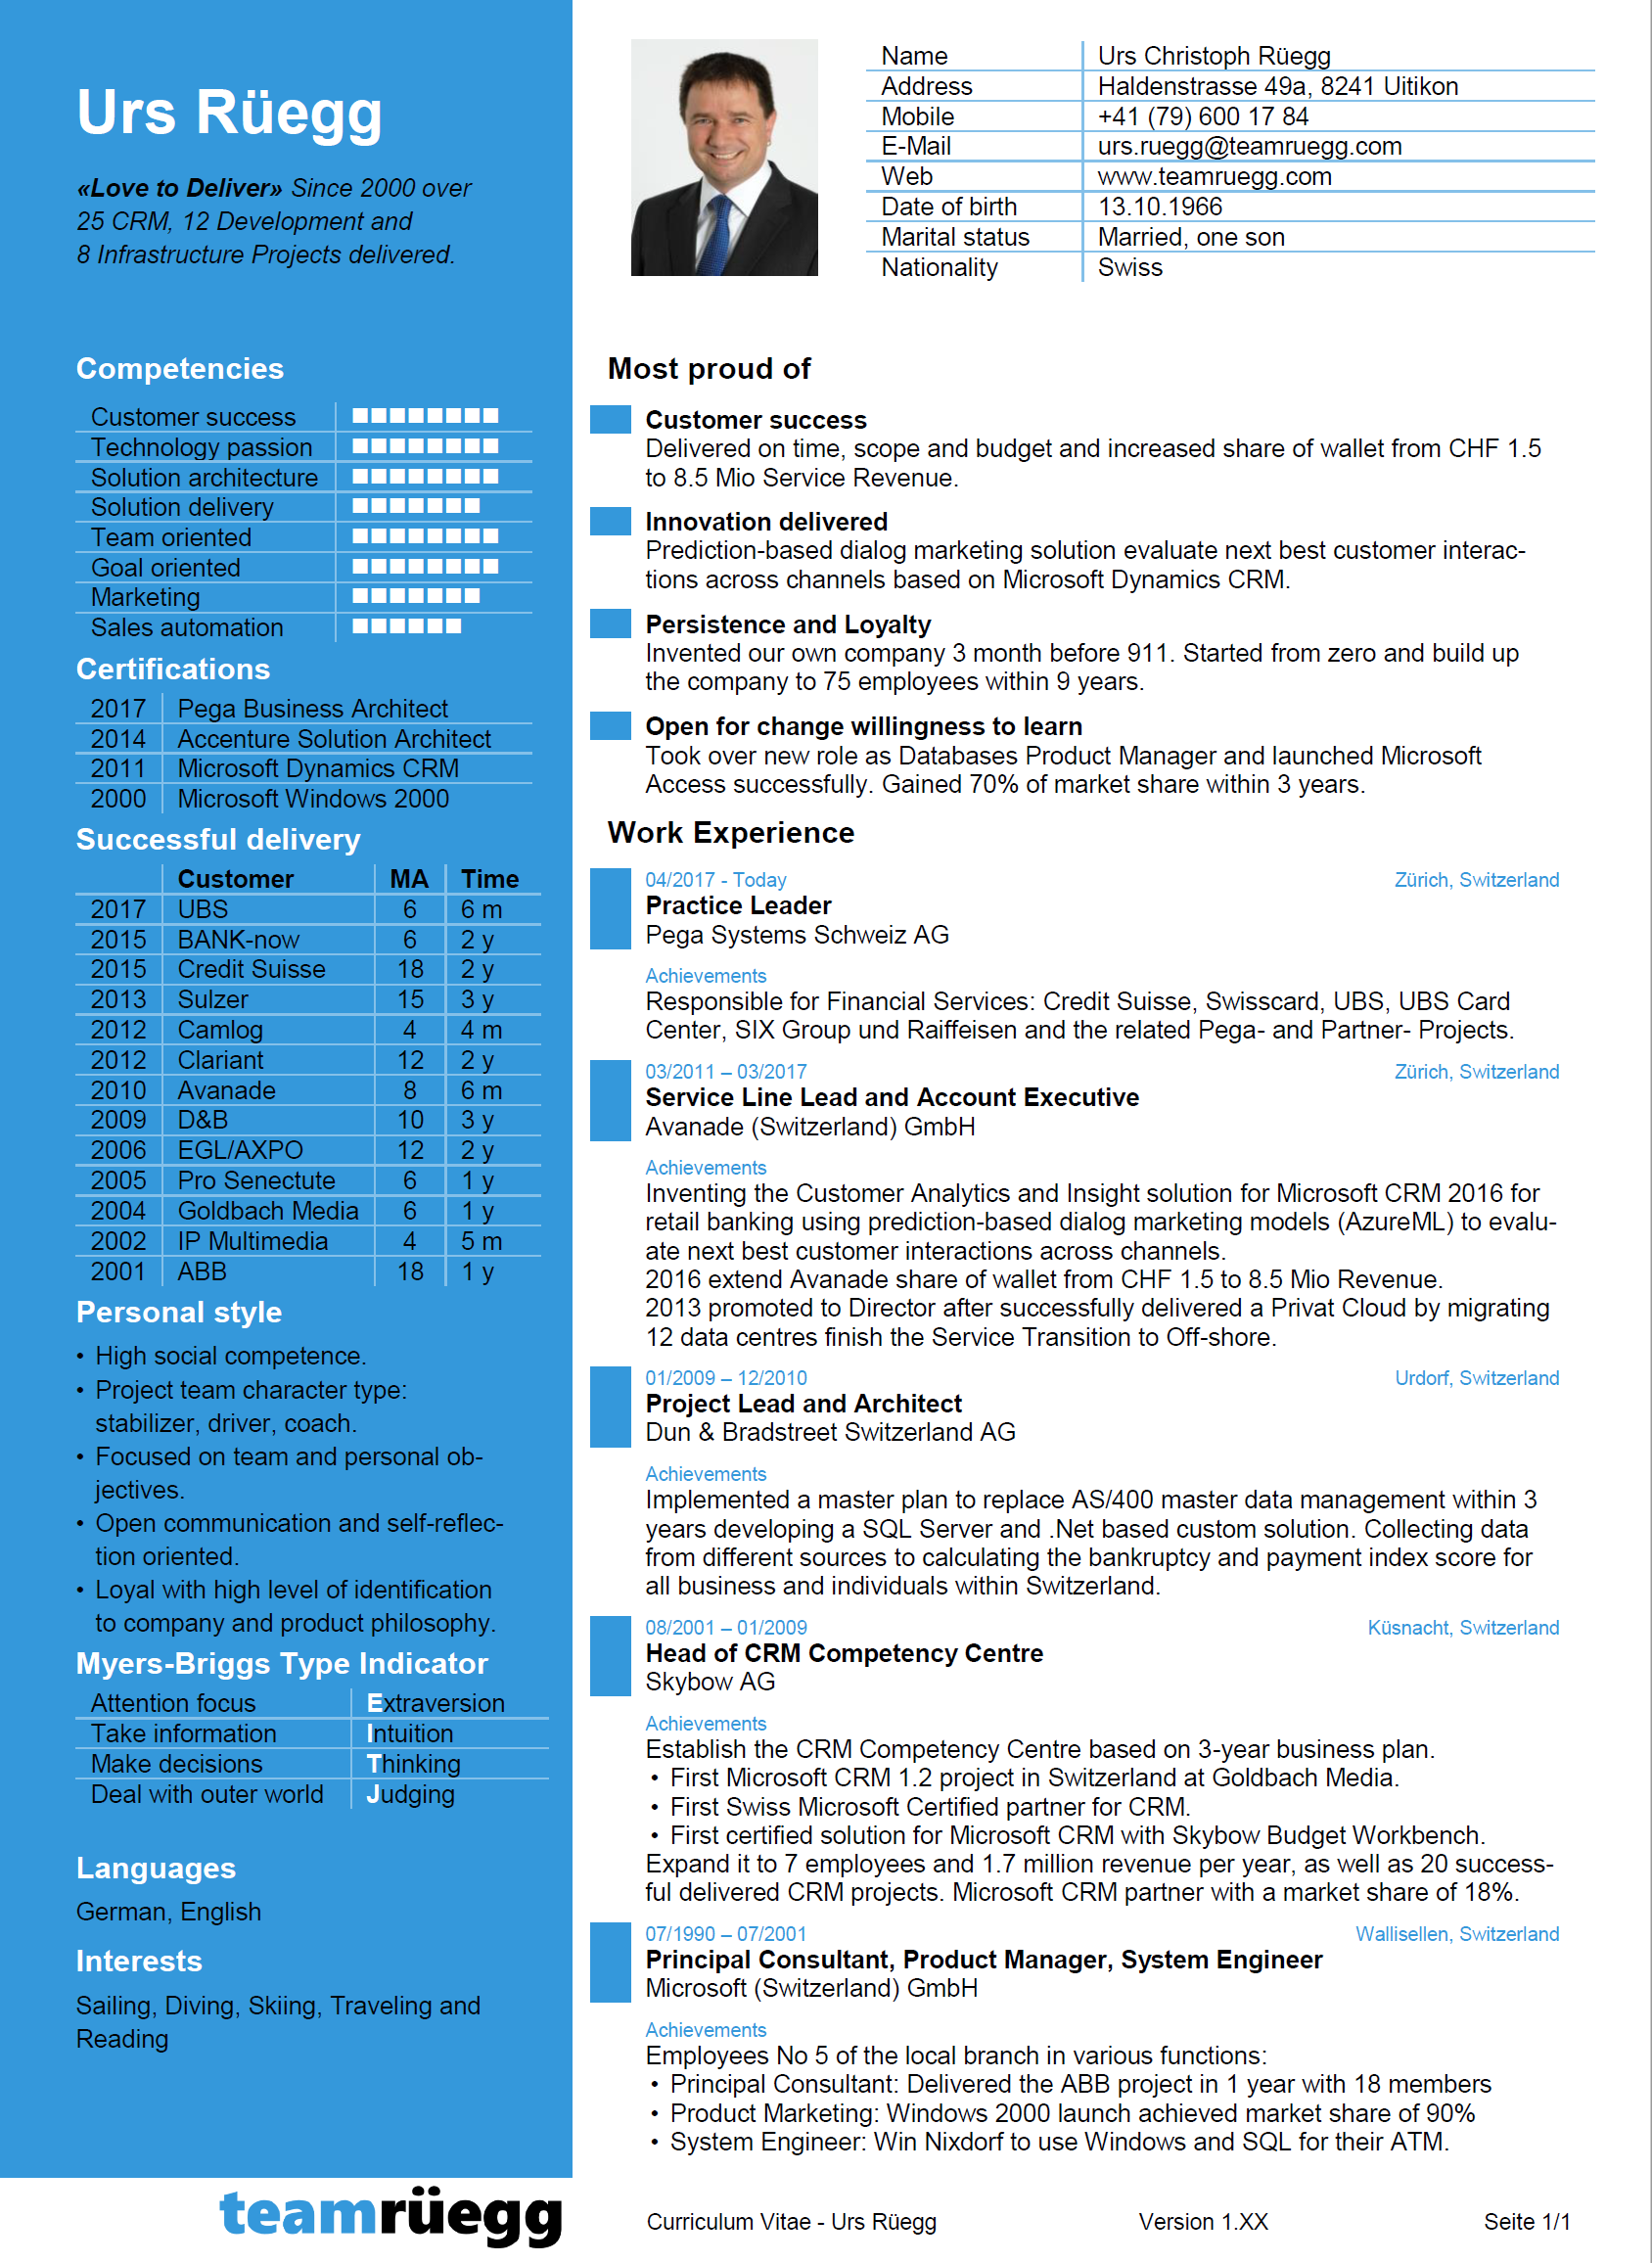 Urs Rüegg
«Love to Deliver» Since 2000 over
25 CRM, 12 Development and
8 Infrastructure Projects delivered.
Name Urs Christoph Rüegg
Address Haldenstrasse 49a, 8241 Uitikon
Mobile +41 (79) 600 17 84
E-Mail urs.ruegg@teamruegg.com
Web www.teamruegg.com
Date of birth 13.10.1966
Marital status Married, one son
Nationality Swiss
Competencies
Customer success
Technology passion
Solution architecture
Solution delivery
Team oriented
Goal oriented
Marketing
Sales automation
Certifications
2017 Pega Business Architect
2014 Accenture Solution Architect
2011 Microsoft Dynamics CRM
2000 Microsoft Windows 2000
Successful delivery
Customer MA Time
2017 UBS 6 6 m
2015 BANK-now 6 2 y
2015 Credit Suisse 18 2 y
2013 Sulzer 15 3 y
2012 Camlog 4 4 m
2012 Clariant 12 2 y
2010 Avanade 8 6 m
2009 D&B 10 3 y
2006 EGL/AXPO 12 2 y
2005 Pro Senectute 6 1 y
2004 Goldbach Media 6 1 y
2002 IP Multimedia 4 5 m
2001 ABB 18 1 y
Personal style
• High social competence.
• Project team character type:
stabilizer, driver, coach.
• Focused on team and personal ob-
jectives.
• Open communication and self-reflec-
tion oriented.
• Loyal with high level of identification
to company and product philosophy.
Myers-Briggs Type Indicator
Attention focus Extraversion
Take information Intuition
Make decisions Thinking
Deal with outer world Judging
Languages
German, English
Interests
Sailing, Diving, Skiing, Traveling and
Reading
Most proud of
Customer success
Delivered on time, scope and budget and increased share of wallet from CHF 1.5
to 8.5 Mio Service Revenue.
Innovation delivered
Prediction-based dialog marketing solution evaluate next best customer interac-
tions across channels based on Microsoft Dynamics CRM.
Persistence and Loyalty
Invented our own company 3 month before 911. Started from zero and build up
the company to 75 employees within 9 years.
Open for change willingness to learn
Took over new role as Databases Product Manager and launched Microsoft
Access successfully. Gained 70% of market share within 3 years.
Work Experience
04/2017 - Today Zürich, Switzerland
Practice Leader
Pega Systems Schweiz AG
Achievements
Responsible for Financial Services: Credit Suisse, Swisscard, UBS, UBS Card
Center, SIX Group und Raiffeisen and the related Pega- and Partner- Projects.
03/2011 – 03/2017 Zürich, Switzerland
Service Line Lead and Account Executive
Avanade (Switzerland) GmbH
Achievements
Inventing the Customer Analytics and Insight solution for Microsoft CRM 2016 for
retail banking using prediction-based dialog marketing models (AzureML) to evalu-
ate next best customer interactions across channels.
2016 extend Avanade share of wallet from CHF 1.5 to 8.5 Mio Revenue.
2013 promoted to Director after successfully delivered a Privat Cloud by migrating
12 data centres finish the Service Transition to Off-shore.
01/2009 – 12/2010 Urdorf, Switzerland
Project Lead and Architect
Dun & Bradstreet Switzerland AG
Achievements
Implemented a master plan to replace AS/400 master data management within 3
years developing a SQL Server and .Net based custom solution. Collecting data
from different sources to calculating the bankruptcy and payment index score for
all business and individuals within Switzerland.
08/2001 – 01/2009 Küsnacht, Switzerland
Head of CRM Competency Centre
Skybow AG
Achievements
Establish the CRM Competency Centre based on 3-year business plan.
• First Microsoft CRM 1.2 project in Switzerland at Goldbach Media.
• First Swiss Microsoft Certified partner for CRM.
• First certified solution for Microsoft CRM with Skybow Budget Workbench.
Expand it to 7 employees and 1.7 million revenue per year, as well as 20 success-
ful delivered CRM projects. Microsoft CRM partner with a market share of 18%.
07/1990 – 07/2001 Wallisellen, Switzerland
Principal Consultant, Product Manager, System Engineer
Microsoft (Switzerland) GmbH
Achievements
Employees No 5 of the local branch in various functions:
• Principal Consultant: Delivered the ABB project in 1 year with 18 members
• Product Marketing: Windows 2000 launch achieved market share of 90%
• System Engineer: Win Nixdorf to use Windows and SQL for their ATM.
teamrüegg
Curriculum Vitae - Urs Rüegg Version 1.XX Seite 1/1